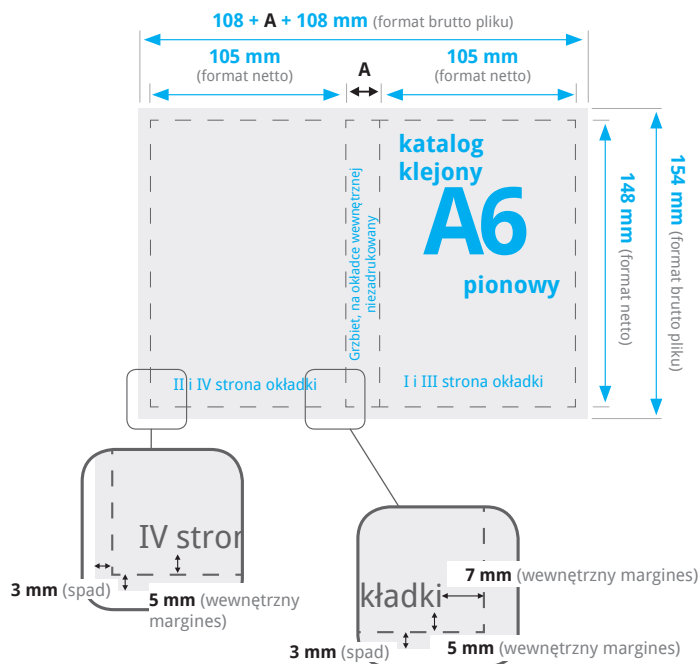 108 + A + 108 mm (format brutto pliku)
105 mm
(format netto)
A
105 mm
(format netto)
katalog
klejony
A6
pionowy
Grzbiet, na okładce wewnętrznej
niezadrukowany
148 mm (format netto)
154 mm (format brutto pliku)
II i IV strona okładki
I i III strona okładki
IV stron
3 mm (spad)
5 mm (wewnętrzny
margines)
7 mm (wewnętrzny margines)
kładki
3 mm (spad)
5 mm (wewnętrzny margines)